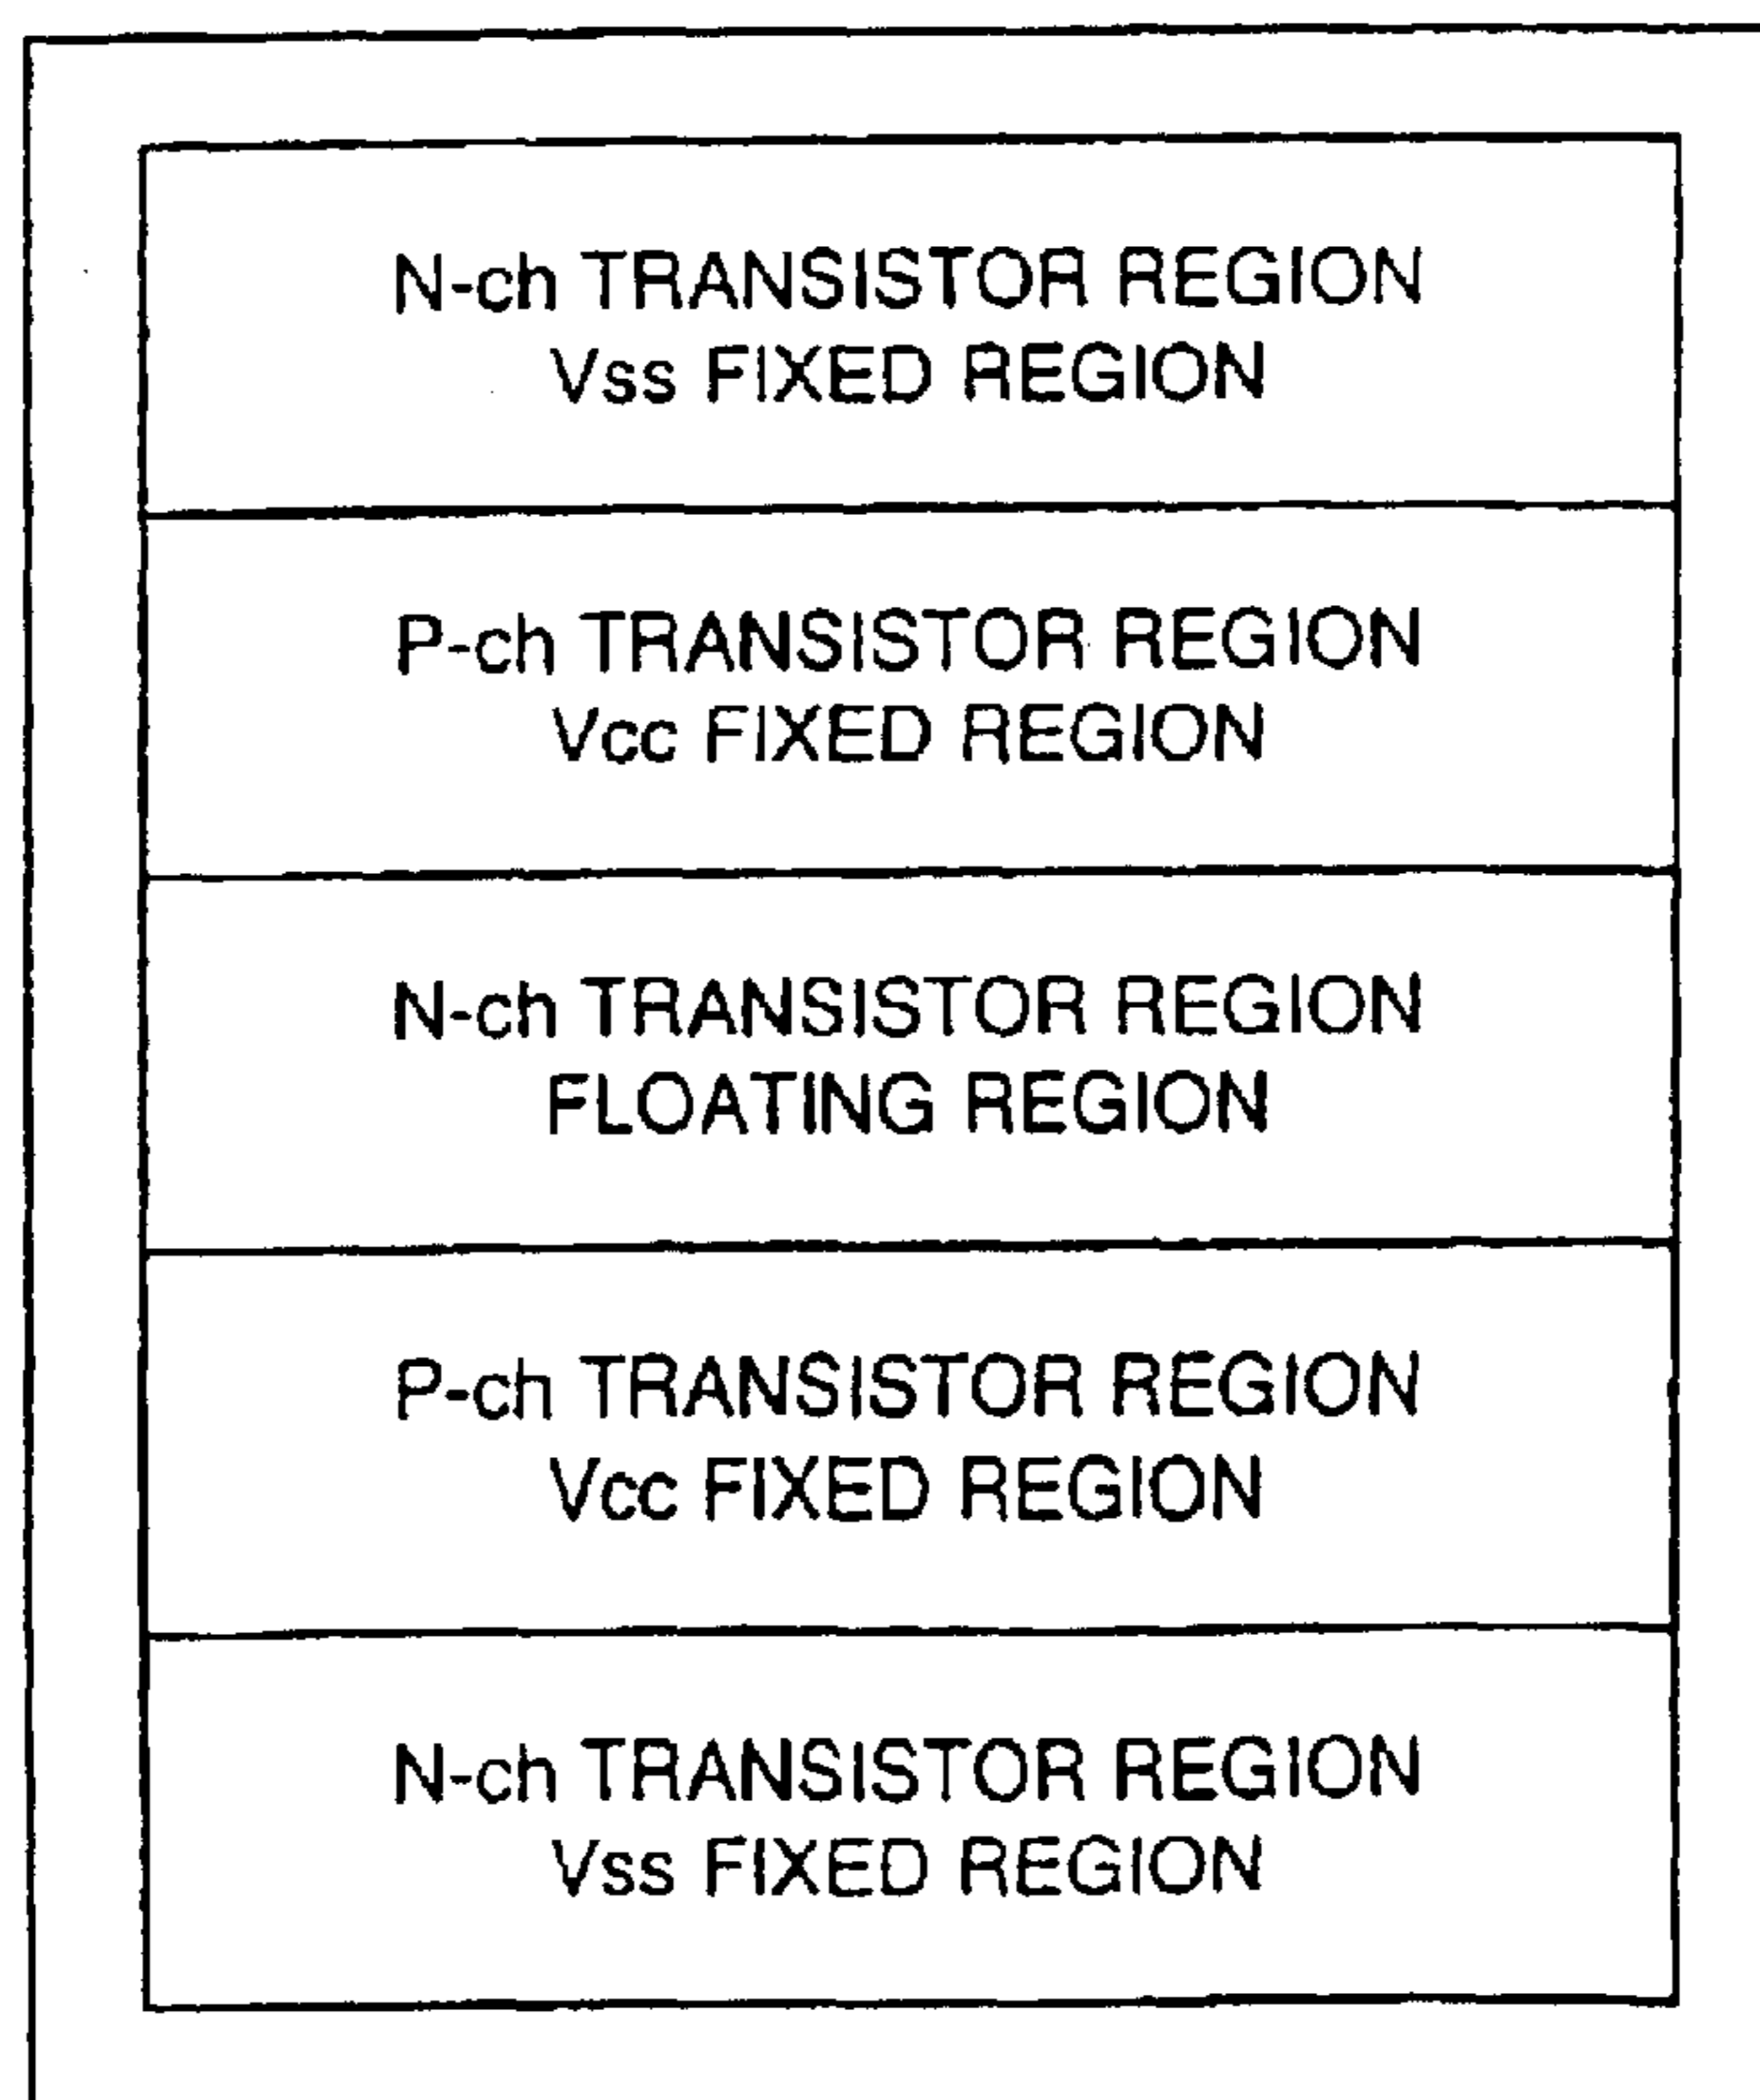 N-ch TRANSISTOR REGION
Vss FIXED REGION
P-ch TRANSISTOR REGION
Vcc FIXED REGION
N-ch TRANSISTOR REGION
FLOATING REGION
P-ch TRANSISTOR REGION
Vcc FIXED REGION
N-ch TRANSISTOR REGION
Vss FIXED REGION